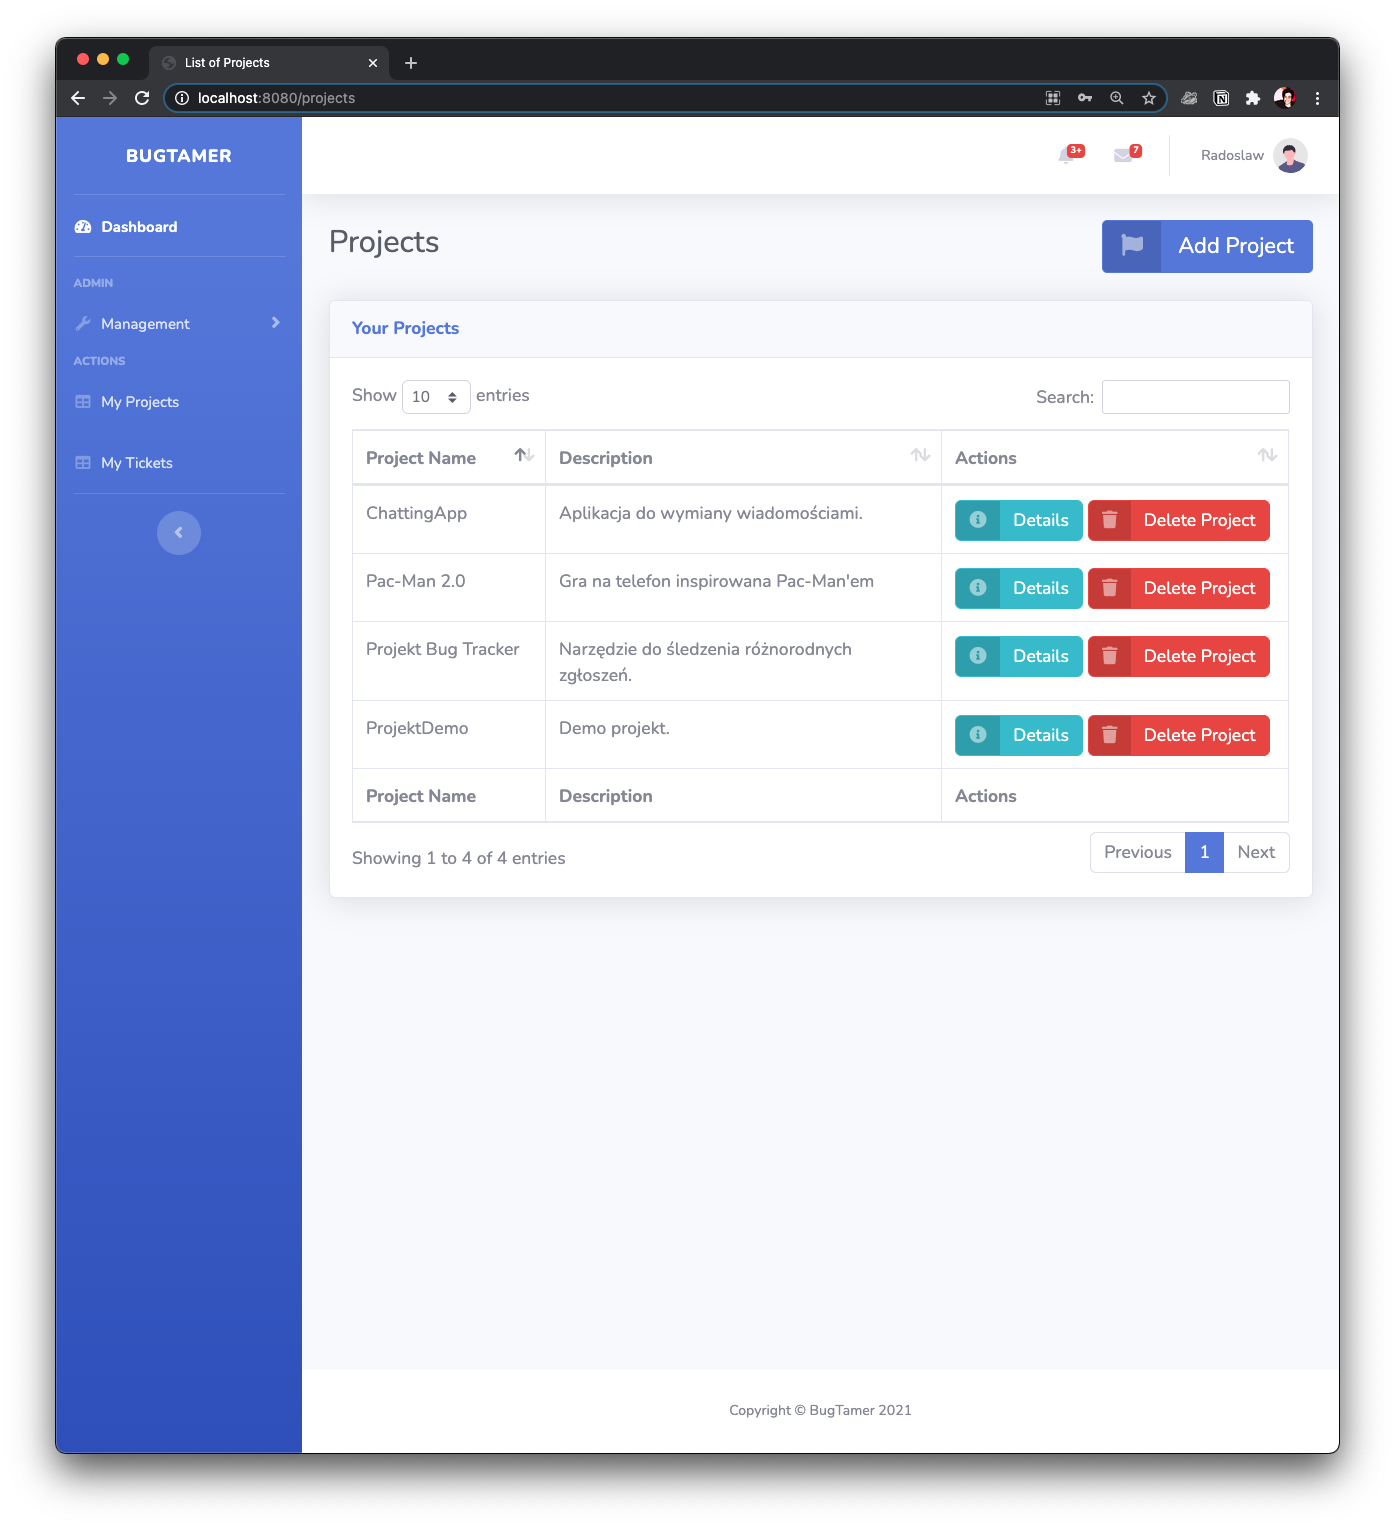 List of Projects
localhost:8080/projects
BUGTAMER
3+
7
Radoslaw
Dashboard
ADMIN
Management
ACTIONS
My Projects
My Tickets
Projects
Add Project
Your Projects
Show 10 entries
Search:
Project Name Description Actions
ChattingApp Aplikacja do wymiany wiadomościami. Details Delete Project
Pac-Man 2.0 Gra na telefon inspirowana Pac-Man'em Details Delete Project
Projekt Bug Tracker Narzędzie do śledzenia różnorodnych Details Delete Project
zgłoszeń.
ProjektDemo Demo projekt. Details Delete Project
Project Name Description Actions
Showing 1 to 4 of 4 entries
Previous 1 Next
Copyright © BugTamer 2021